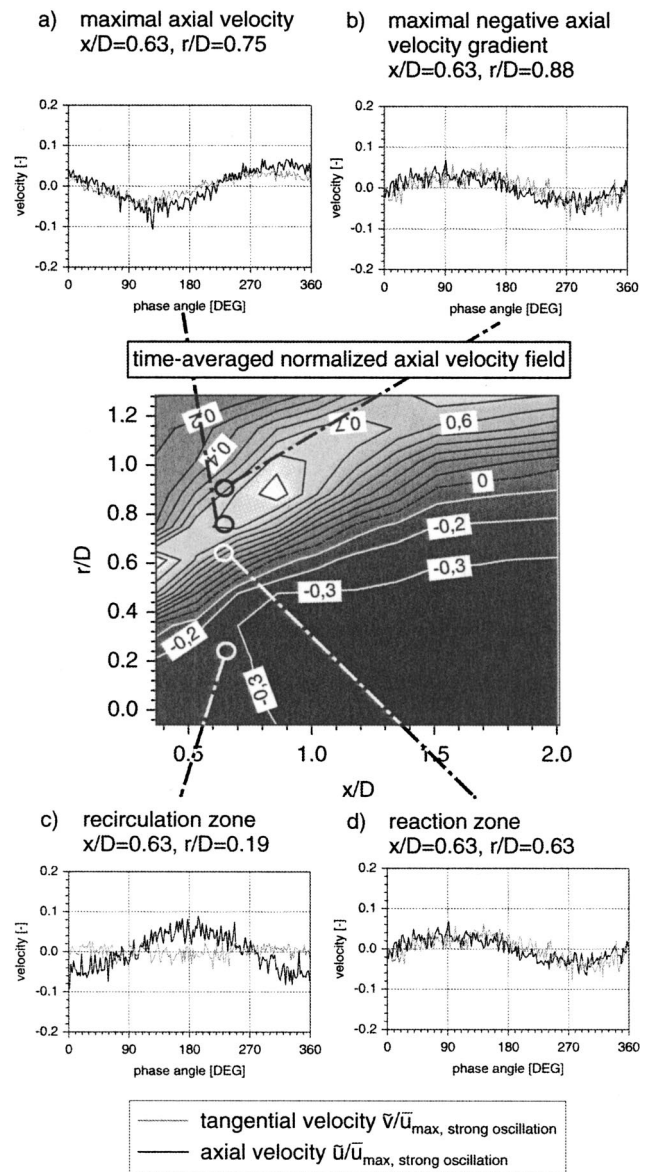 a) maximal axial velocity
x/D=0.63, r/D=0.75
b) maximal negative axial
velocity gradient
x/D=0.63, r/D=0.88
0.2
0.1
0.0
-0.1
-0.2
velocity [-]
0 90 180 270 360
phase angle [DEG]
0.2
0.1
0.0
-0.1
-0.2
velocity [-]
0 90 180 270 360
phase angle [DEG]
time-averaged normalized axial velocity field
1.2
1.0
0.8
0.6
0.4
0.2
0.0
r/D
0,2
0,4
0,7
0,6
0
-0,2
-0,3
-0,3
-0,2
-0,3
0.5 1.0 1.5 2.0
x/D
c) recirculation zone
x/D=0.63, r/D=0.19
d) reaction zone
x/D=0.63, r/D=0.63
0.2
0.1
0.0
-0.1
-0.2
velocity [-]
0 90 180 270 360
phase angle [DEG]
0.2
0.1
0.0
-0.1
-0.2
velocity [-]
0 90 180 270 360
phase angle [DEG]
tangential velocity ṽ/ū max, strong oscillation
axial velocity ũ/ū max, strong oscillation